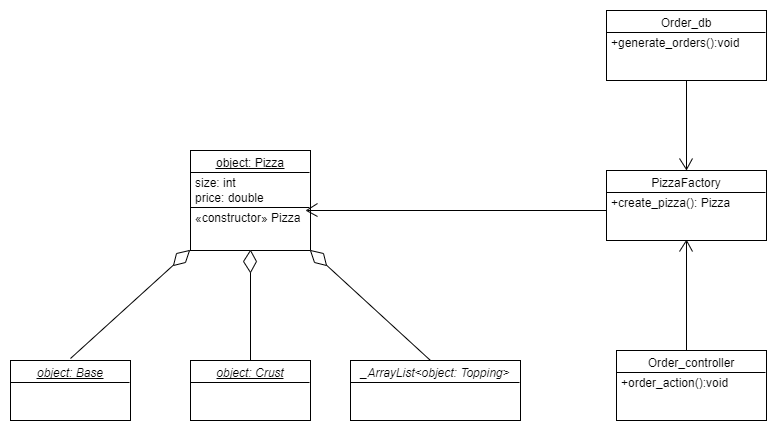 Order_db
+generate_orders():void
object: Pizza
size: int
price: double
«constructor» Pizza
PizzaFactory
+create_pizza(): Pizza
object: Base
object: Crust
_ArrayList<object: Topping>
Order_controller
+order_action():void